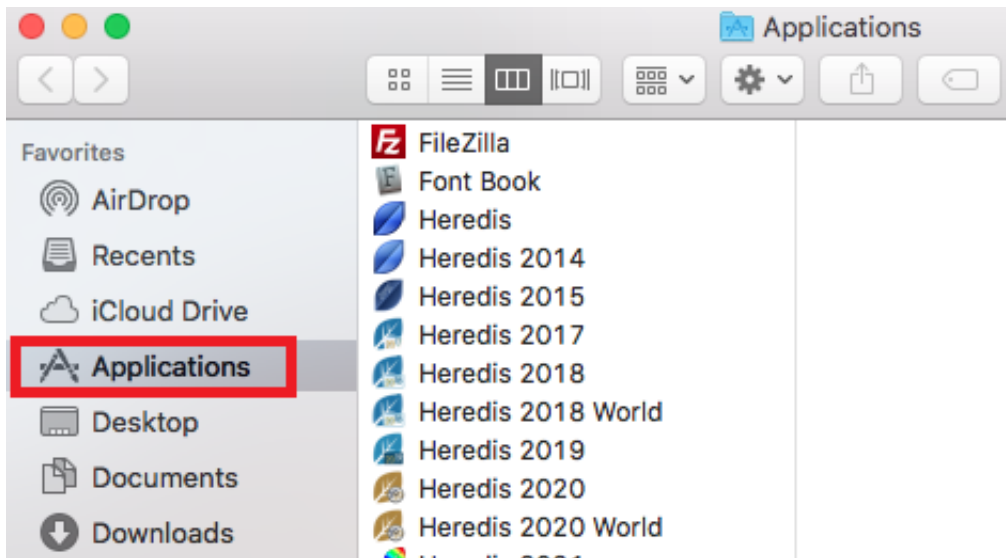 Applications
Favorites
AirDrop
Recents
iCloud Drive
Applications
Desktop
Documents
Downloads
FileZilla
Font Book
Heredis
Heredis 2014
Heredis 2015
Heredis 2017
Heredis 2018
Heredis 2018 World
Heredis 2019
Heredis 2020
Heredis 2020 World